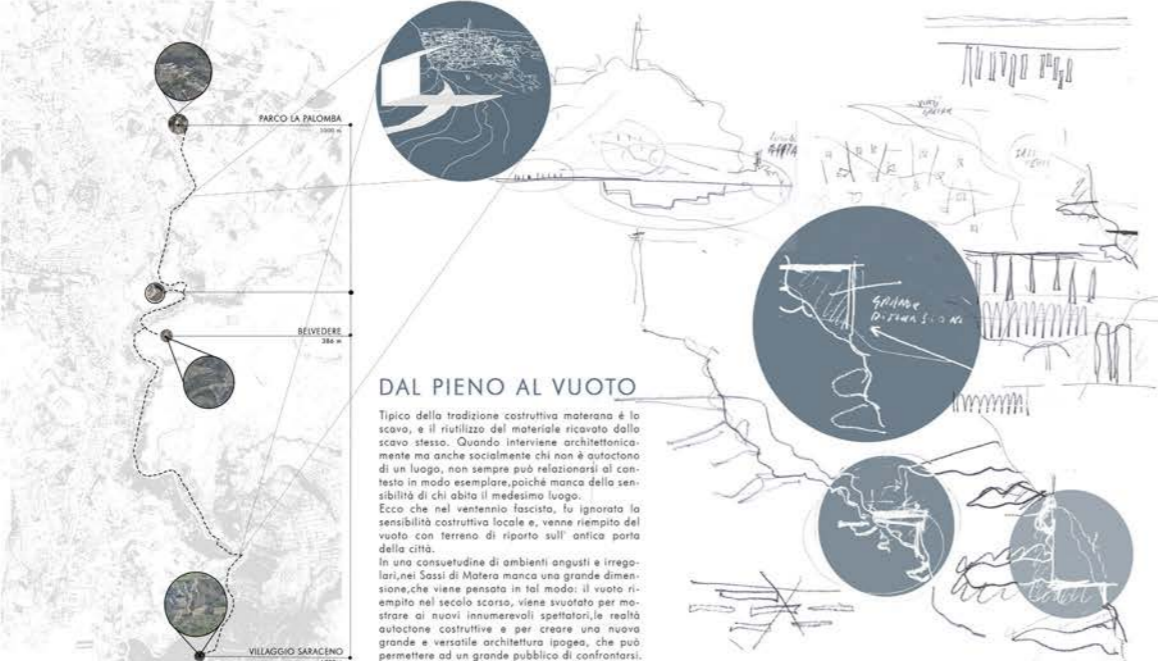 PARCO LA PALOMBA
BELVEDERE
386 m
VILLAGGIO SARACENO
GRANDE
DIMENSIONE
DAL PIENO AL VUOTO
Tipico della tradizione costruttiva materana é lo
scavo, e il riutilizzo del materiale ricavato dallo
scavo stesso. Quando interviene architettonica-
mente ma anche socialmente chi non è autoctono
di un luogo, non sempre può relazionarsi al con-
testo in modo esemplare,poiché manca della sen-
sibilità di chi abita il medesimo luogo.
Ecco che nel ventennio fascista, fu ignorata la
sensibilità costruttiva locale e, venne riempito del
vuoto con terreno di riporto sull' antica porta
della città.
In una consuetudine di ambienti angusti e irrego-
lari,nei Sassi di Matera manca una grande dimen-
sione,che viene pensata in tal modo: il vuoto ri-
empito nel secolo scorso, viene svuotato per mo-
strare ai nuovi innumerevoli spettatori,le realtà
autoctone costruttive e per creare una nuova
grande e versatile architettura ipogea, che può
permettere ad un grande pubblico di confrontarsi.